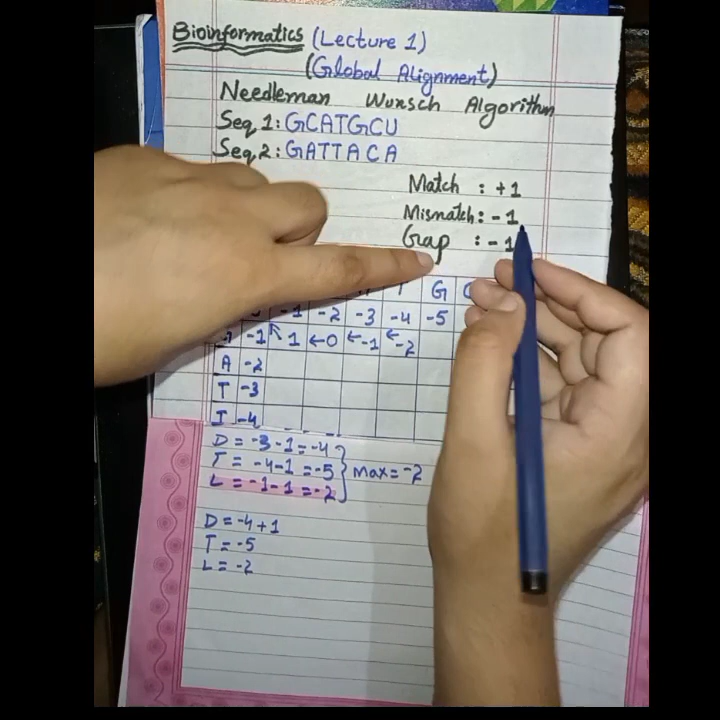 Bioinformatics (Lecture 1)
(Global Alignment)
Needleman Wunsch Algorithm
Seq 1: GCATGCU
Seq 2: GATTACA
Match : +1
Mismatch : -1
Gap : -1
G
-1 -2 -3 -4 -5
-1 ↖ 1 ←0 ←-1 ←-2
A -2
T -3
T -4
D = -3 -1 = -4
T = -4-1 = -5
L = -1-1 = -2
Max = -2
D = -4 +1
T = -5
L = -2